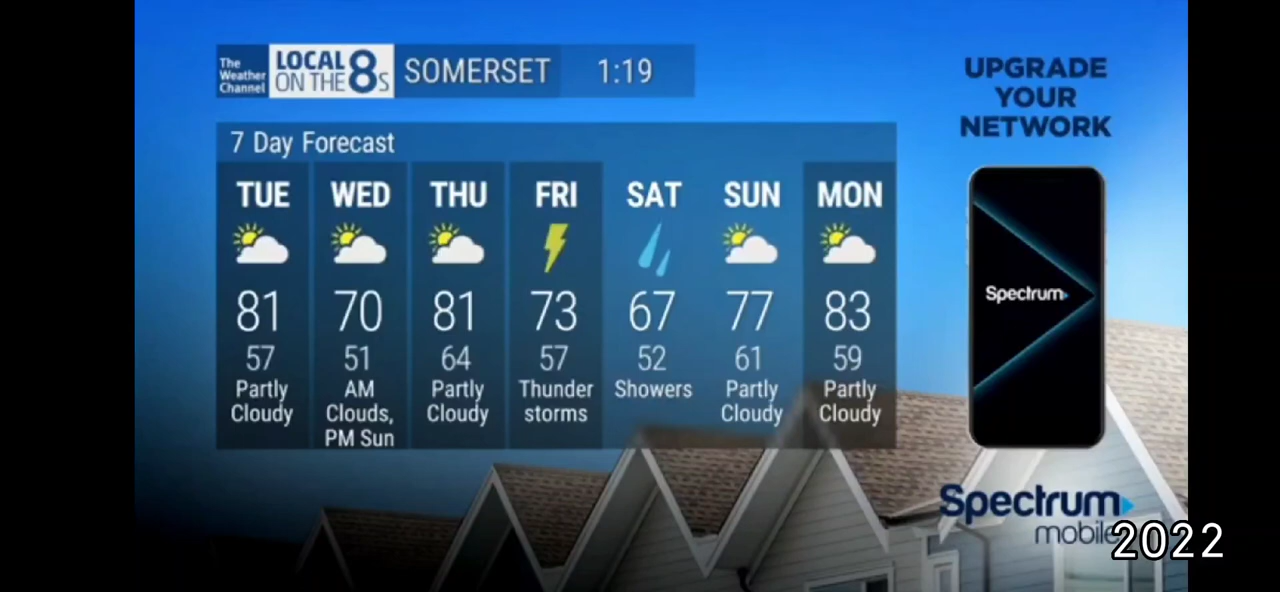 The
Weather
Channel
LOCAL
ON THE 8s
SOMERSET 1:19
7 Day Forecast
TUE WED THU FRI SAT SUN MON
81 70 81 73 67 77 83
57 51 64 57 52 61 59
Partly Cloudy
AM Clouds, PM Sun
Partly Cloudy
Thunder storms
Showers
Partly Cloudy
Partly Cloudy
UPGRADE
YOUR
NETWORK
Spectrum
Spectrum
mobile
2022